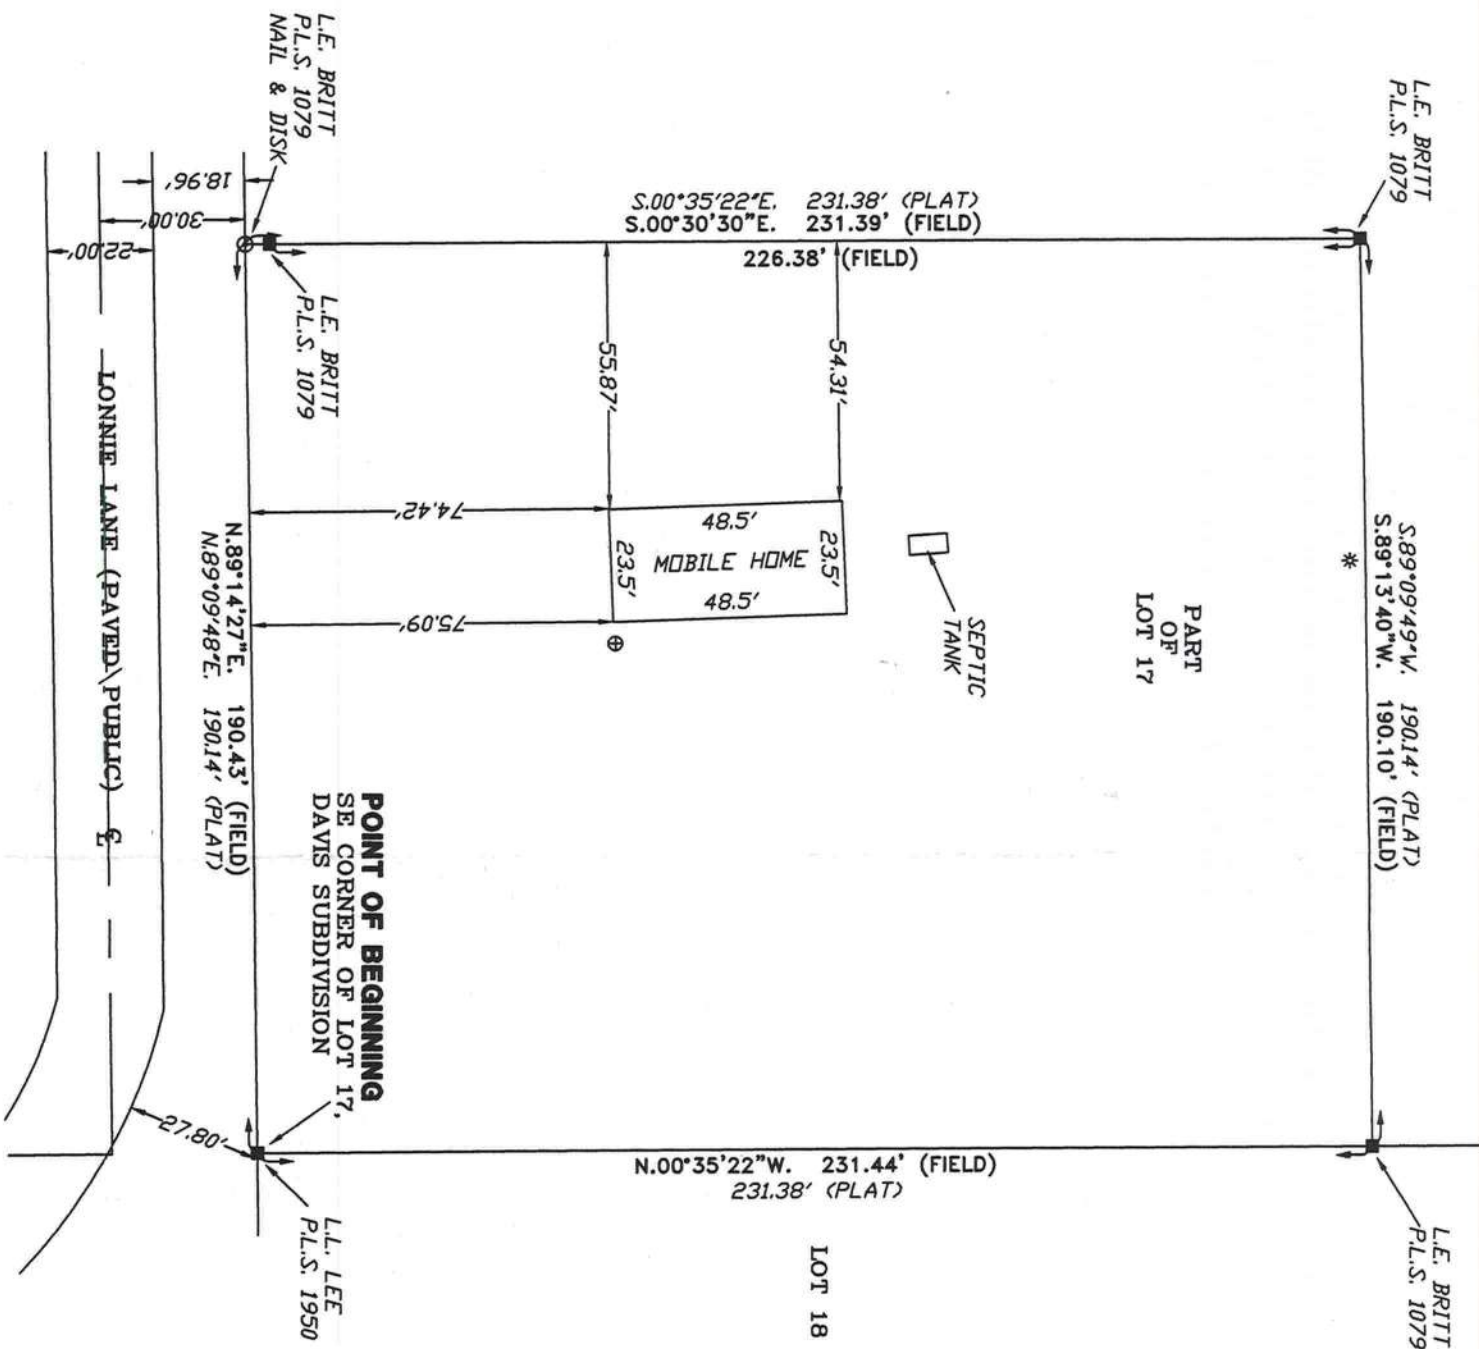 L.E. BRITT
P.L.S. 1079
NAIL & DISK
L.E. BRITT
P.L.S. 1079
S.00°35'22"E. 231.38' (PLAT)
S.00°30'30"E. 231.39' (FIELD)
226.38' (FIELD)
18.96'
30.00'
22.00'
L.E. BRITT
P.L.S. 1079
55.87'
54.31'
74.42'
75.09'
48.5'
23.5'
MOBILE HOME
23.5'
48.5'
SEPTIC
TANK
PART
OF
LOT 17
S.89°09'49"W. 190.14' (PLAT)
S.89°13'40"W. 190.10' (FIELD)
LONNIE LANE (PAVED\PUBLIC) CL
N.89°14'27"E. 190.43' (FIELD)
N.89°09'48"E. 190.14' (PLAT)
POINT OF BEGINNING
SE CORNER OF LOT 17,
DAVIS SUBDIVISION
27.80'
N.00°35'22"W. 231.44' (FIELD)
231.38' (PLAT)
L.L. LEE
P.L.S. 1950
LOT 18
L.E. BRITT
P.L.S. 1079